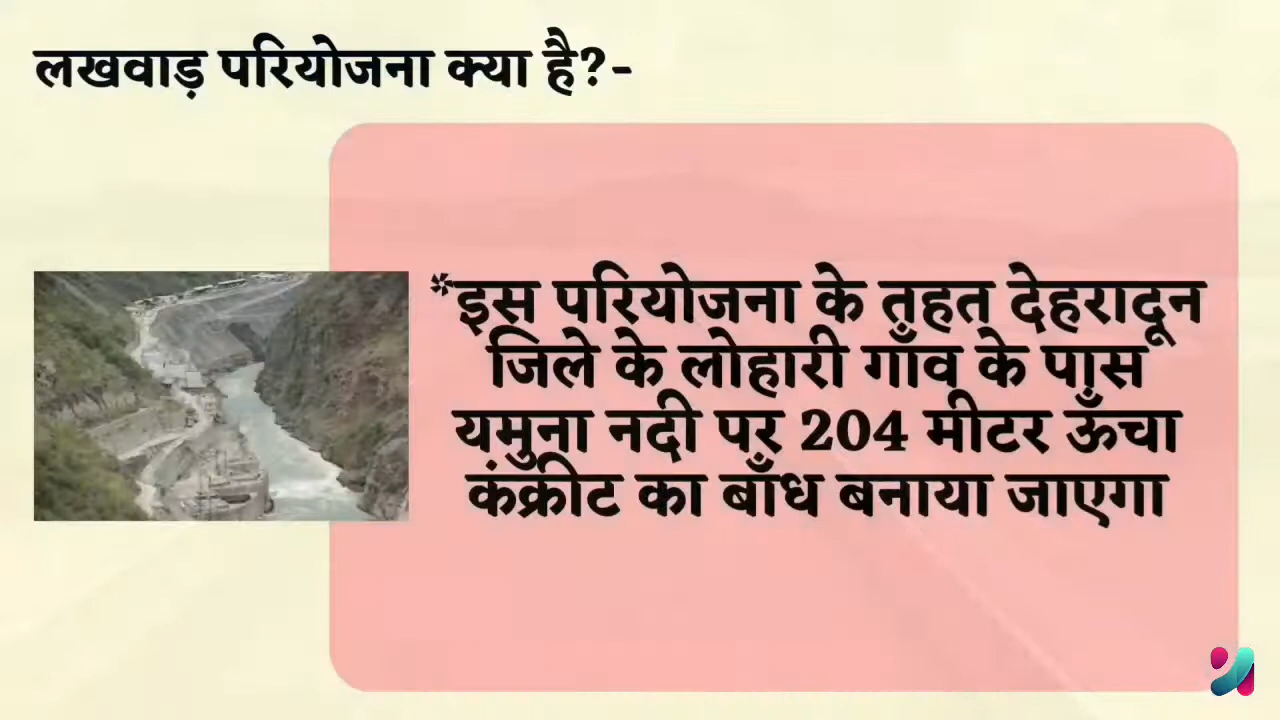 लखवाड़ परियोजना क्या है?-
*इस परियोजना के तहत देहरादून
जिले के लोहारी गाँव के पास
यमुना नदी पर 204 मीटर ऊँचा
कंक्रीट का बाँध बनाया जाएगा